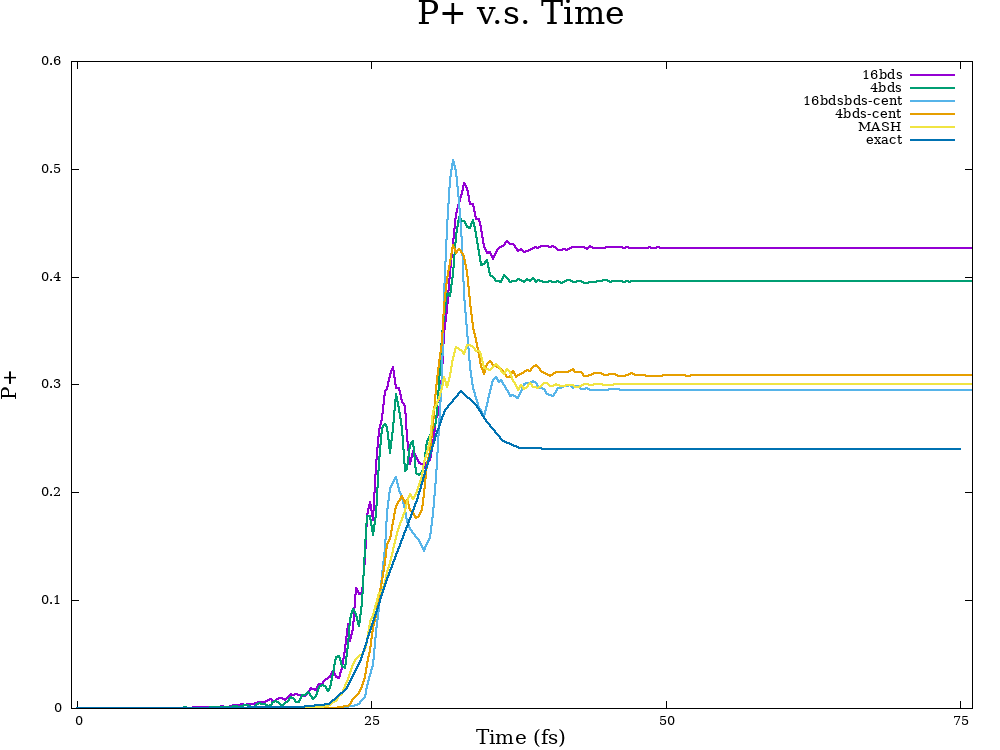 P+ v.s. Time
0.6
0.5
0.4
0.3
0.2
0.1
0
P+
16bds
4bds
16bdsbds-cent
4bds-cent
MASH
exact
0
25
50
75
Time (fs)